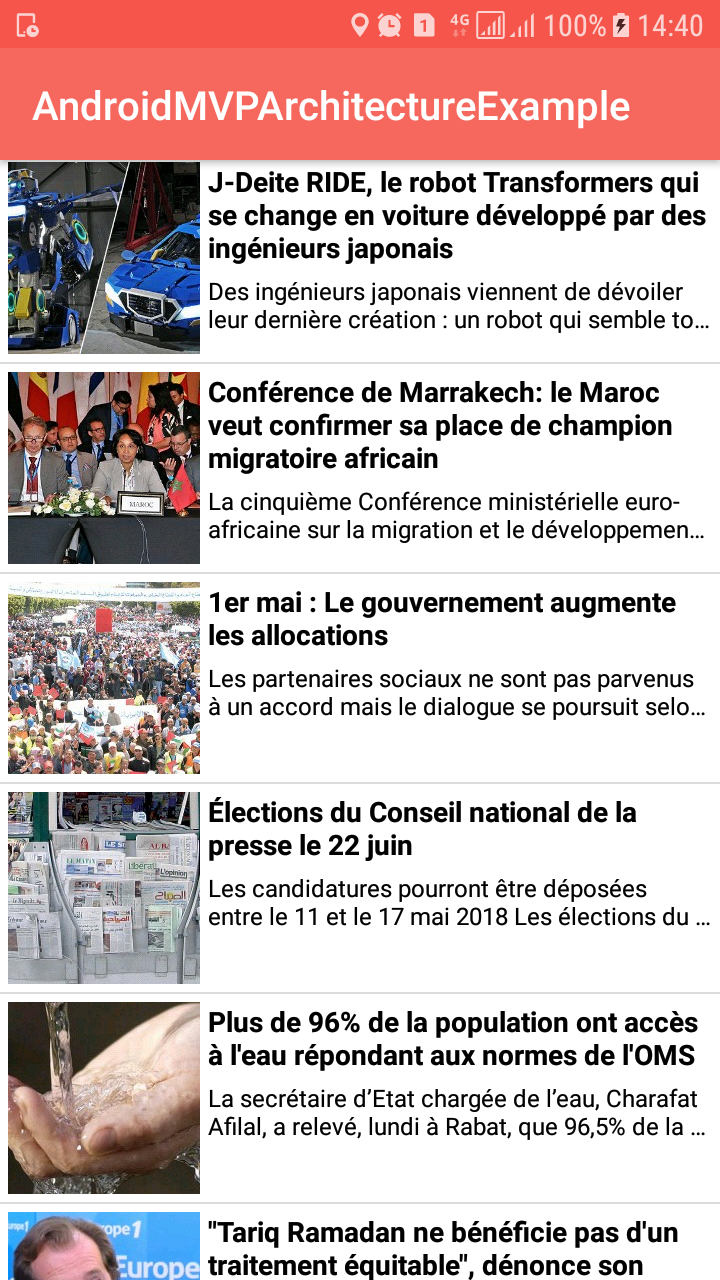 1 4G 100% 14:40
AndroidMVPArchitectureExample
J-Deite RIDE, le robot Transformers qui
se change en voiture développé par des
ingénieurs japonais
Des ingénieurs japonais viennent de dévoiler
leur dernière création : un robot qui semble to…
Conférence de Marrakech: le Maroc
veut confirmer sa place de champion
migratoire africain
La cinquième Conférence ministérielle euro-
africaine sur la migration et le développemen…
MAROC
1er mai : Le gouvernement augmente
les allocations
Les partenaires sociaux ne sont pas parvenus
à un accord mais le dialogue se poursuit selo…
Élections du Conseil national de la
presse le 22 juin
Les candidatures pourront être déposées
entre le 11 et le 17 mai 2018 Les élections du …
LE MATIN
l'Opinion
الصباح
Plus de 96% de la population ont accès
à l'eau répondant aux normes de l'OMS
La secrétaire d’Etat chargée de l’eau, Charafat
Afilal, a relevé, lundi à Rabat, que 96,5% de la …
"Tariq Ramadan ne bénéficie pas d'un
traitement équitable", dénonce son
rope1
Europe